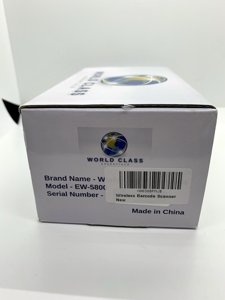 WORLD CLASS
Brand Name - W
Model - EW-5800
Serial Number -
Wireless Barcode Scanner
New
Made in China